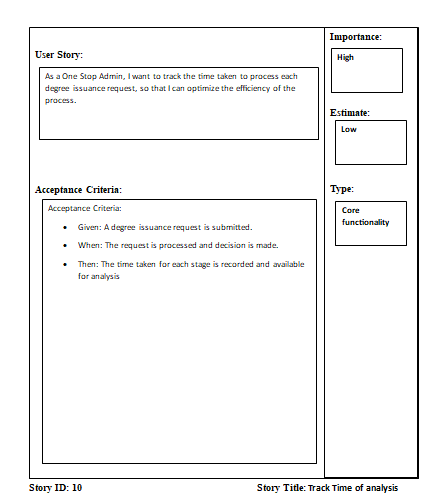 Importance:
User Story:
High
As a One Stop Admin, I want to track the time taken to process each
degree issuance request, so that I can optimize the efficiency of the
process.
Estimate:
Low
Acceptance Criteria:
Type:
Acceptance Criteria:
Core
functionality
• Given: A degree issuance request is submitted.
• When: The request is processed and decision is made.
• Then: The time taken for each stage is recorded and available
for analysis
Story ID: 10
Story Title: Track Time of analysis